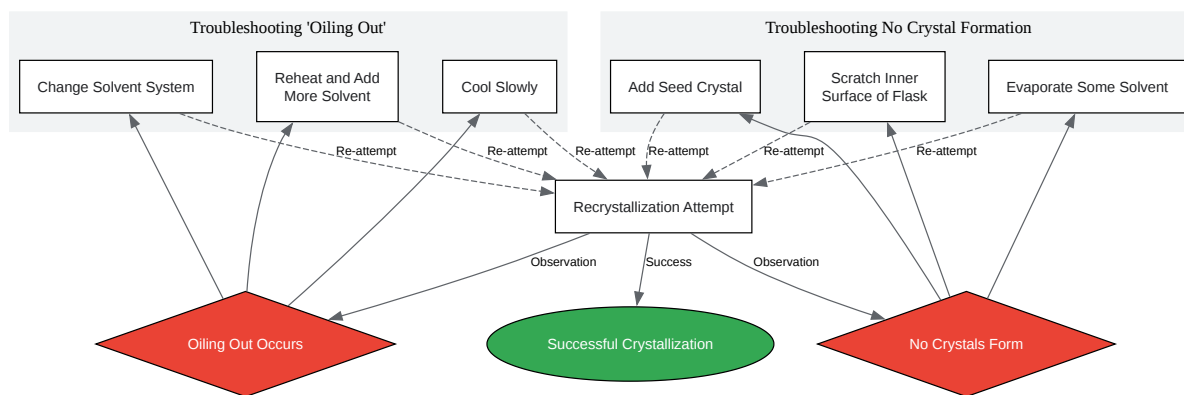 Troubleshooting 'Oiling Out'
Troubleshooting No Crystal Formation
Change Solvent System
Reheat and Add
More Solvent
Cool Slowly
Add Seed Crystal
Scratch Inner
Surface of Flask
Evaporate Some Solvent
Re-attempt
Re-attempt
Re-attempt
Re-attempt
Re-attempt
Re-attempt
Recrystallization Attempt
Observation
Success
Observation
Oiling Out Occurs
Successful Crystallization
No Crystals Form